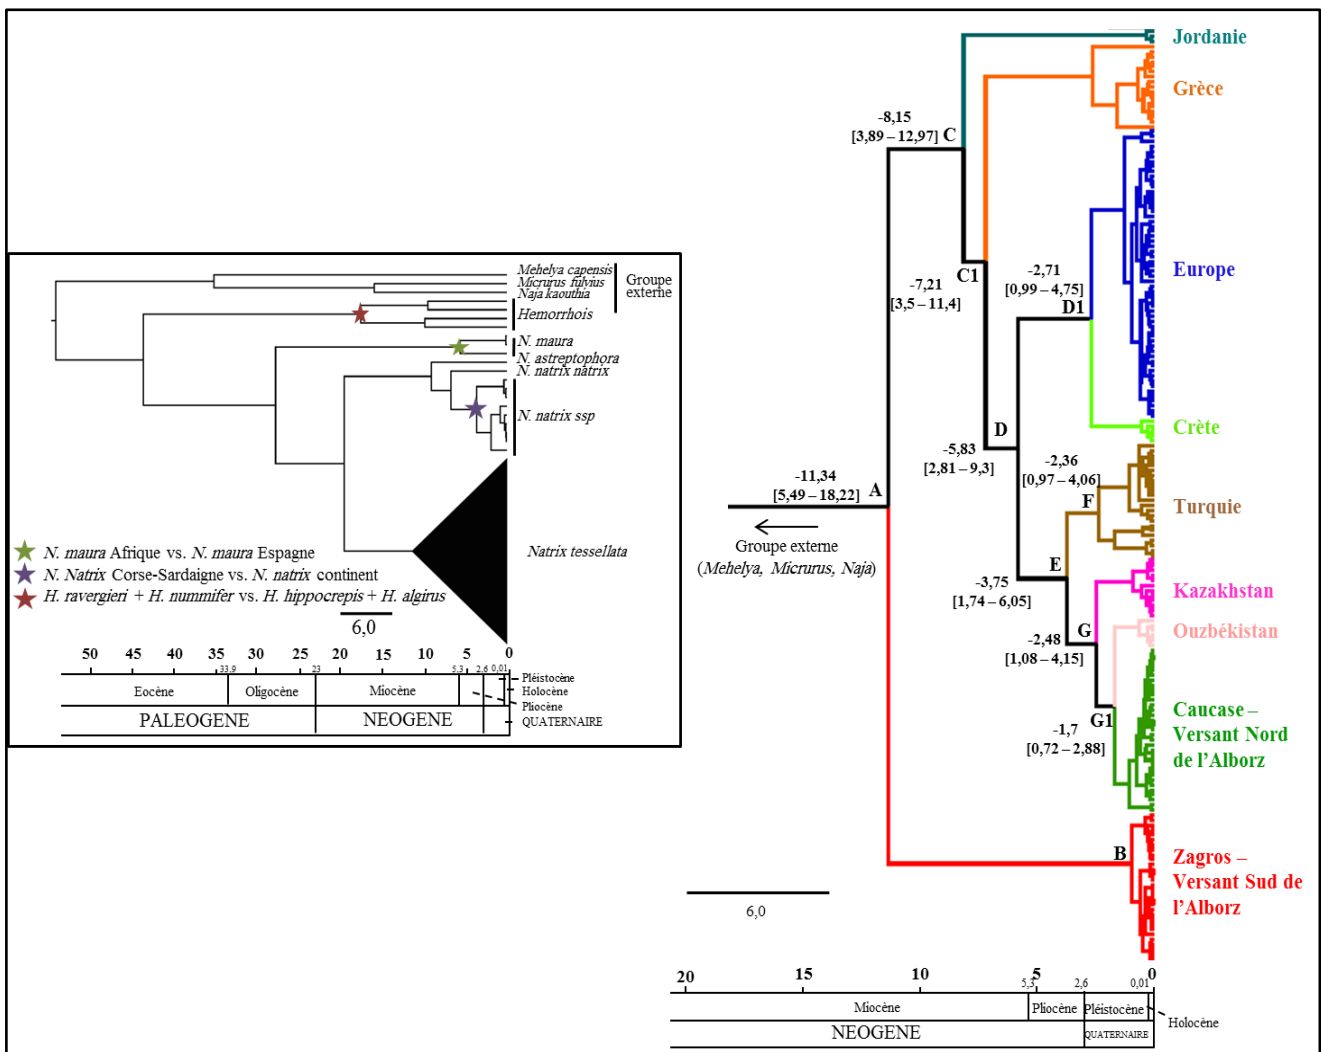 Mehelya capensis
Micrurus fulvius
Naja kaouthia
Groupe
externe
Hemorrhois
N. maura
N. astreptophora
N. natrix natrix
N. natrix ssp
Natrix tessellata
N. maura Afrique vs. N. maura Espagne
N. Natrix Corse-Sardaigne vs. N. natrix continent
H. ravergieri + H. nummifer vs. H. hippocrepis + H. algirus
6,0
50 45 40 35 33,9 30 25 23 20 15 10 5,3 5 2,6 0,01 0
Eocène Oligocène Miocène
Pléistocène
Holocène
Pliocène
PALEOGENE NEOGENE QUATERNAIRE
-8,15
[3,89 – 12,97] C
-7,21
[3,5 – 11,4]
C1
-2,71
[0,99 – 4,75]
D1
D
-5,83
[2,81 – 9,3]
-2,36
[0,97 – 4,06]
F
-11,34
[5,49 – 18,22] A
Groupe externe
(Mehelya, Micrurus, Naja)
E
-3,75
[1,74 – 6,05]
G
-2,48
[1,08 – 4,15]
G1
-1,7
[0,72 – 2,88]
B
Jordanie
Grèce
Europe
Crète
Turquie
Kazakhstan
Ouzbékistan
Caucase –
Versant Nord
de l’Alborz
Zagros –
Versant Sud de
l’Alborz
6,0
20 15 10 5,3 5 2,6 0,01 0
Miocène Pliocène Pléistocène
Holocène
NEOGENE QUATERNAIRE